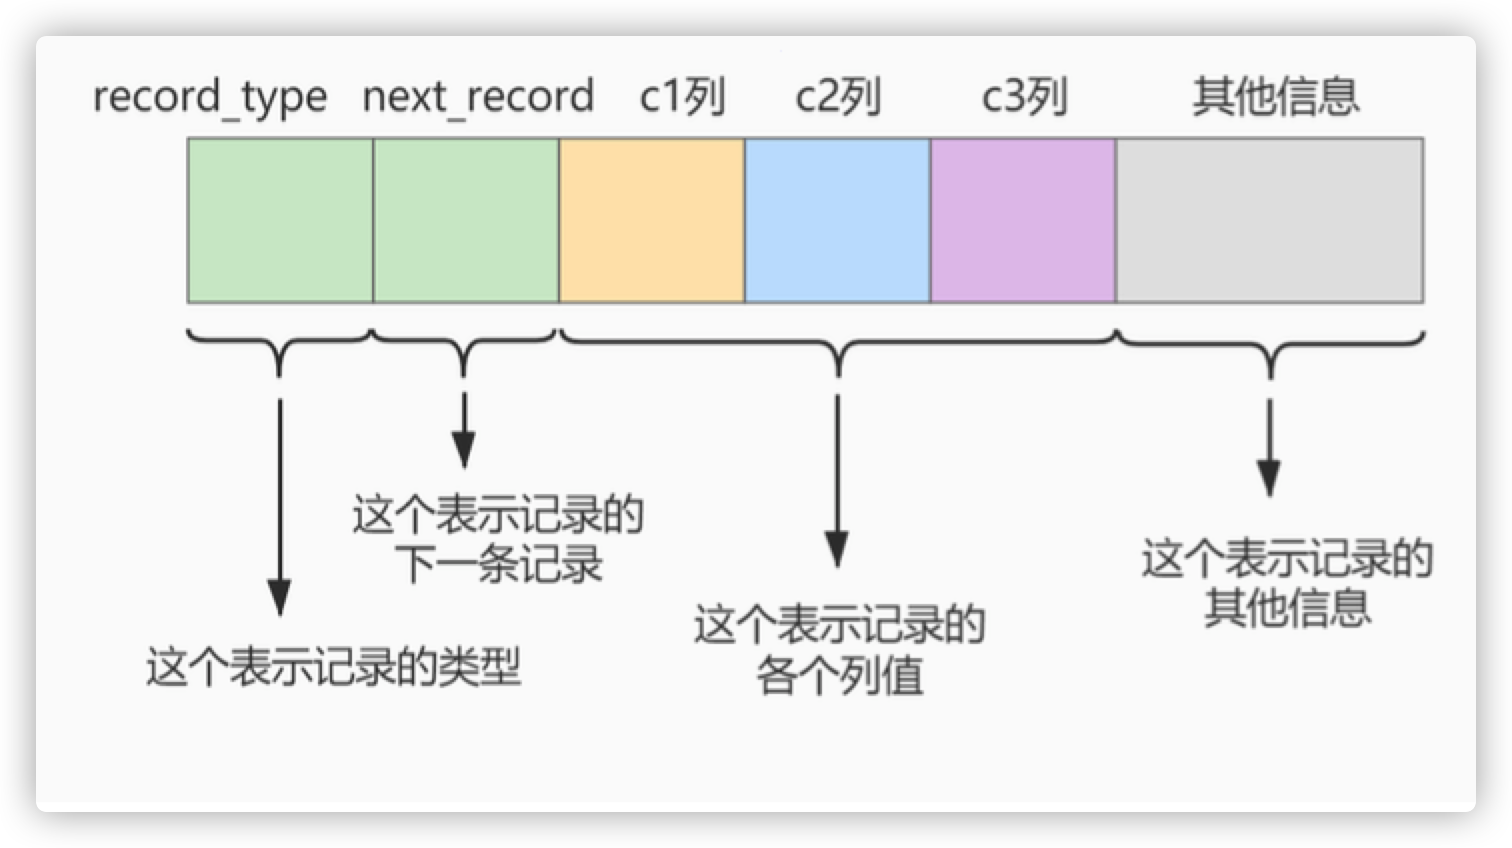 record_type next_record c1列 c2列 c3列 其他信息
这个表示记录的
下一条记录
这个表示记录的类型
这个表示记录的
各个列值
这个表示记录的
其他信息